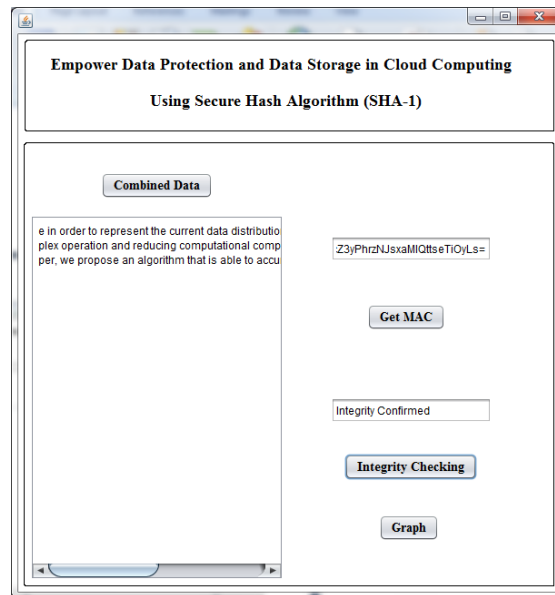 Empower Data Protection and Data Storage in Cloud Computing
Using Secure Hash Algorithm (SHA-1)
Combined Data
e in order to represent the current data distribution
plex operation and reducing computational comp
per, we propose an algorithm that is able to accu
:Z3yPhrzNJsxaMlQttseTiOyLs=
Get MAC
Integrity Confirmed
Integrity Checking
Graph